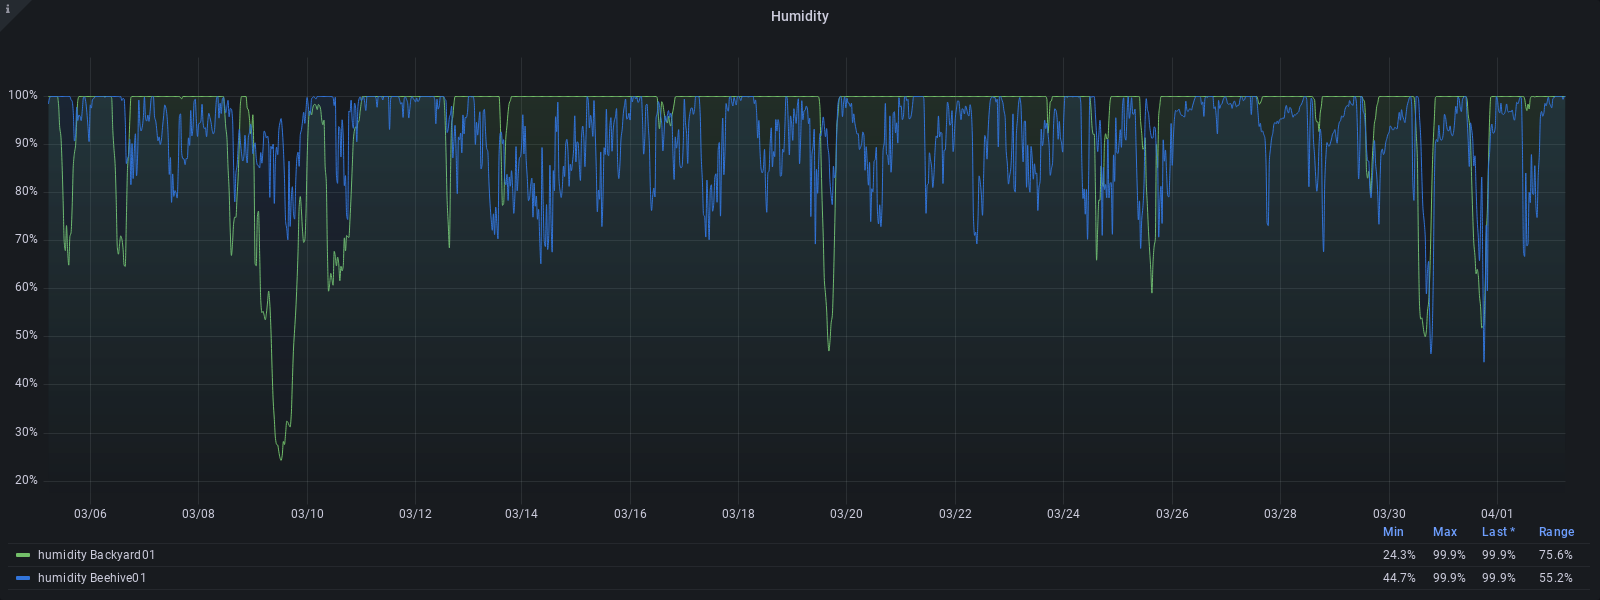 i
Humidity
100%
90%
80%
70%
60%
50%
40%
30%
20%
03/06 03/08 03/10 03/12 03/14 03/16 03/18 03/20 03/22 03/24 03/26 03/28 03/30 04/01
Min Max Last * Range
humidity Backyard01 24.3% 99.9% 99.9% 75.6%
humidity Beehive01 44.7% 99.9% 99.9% 55.2%